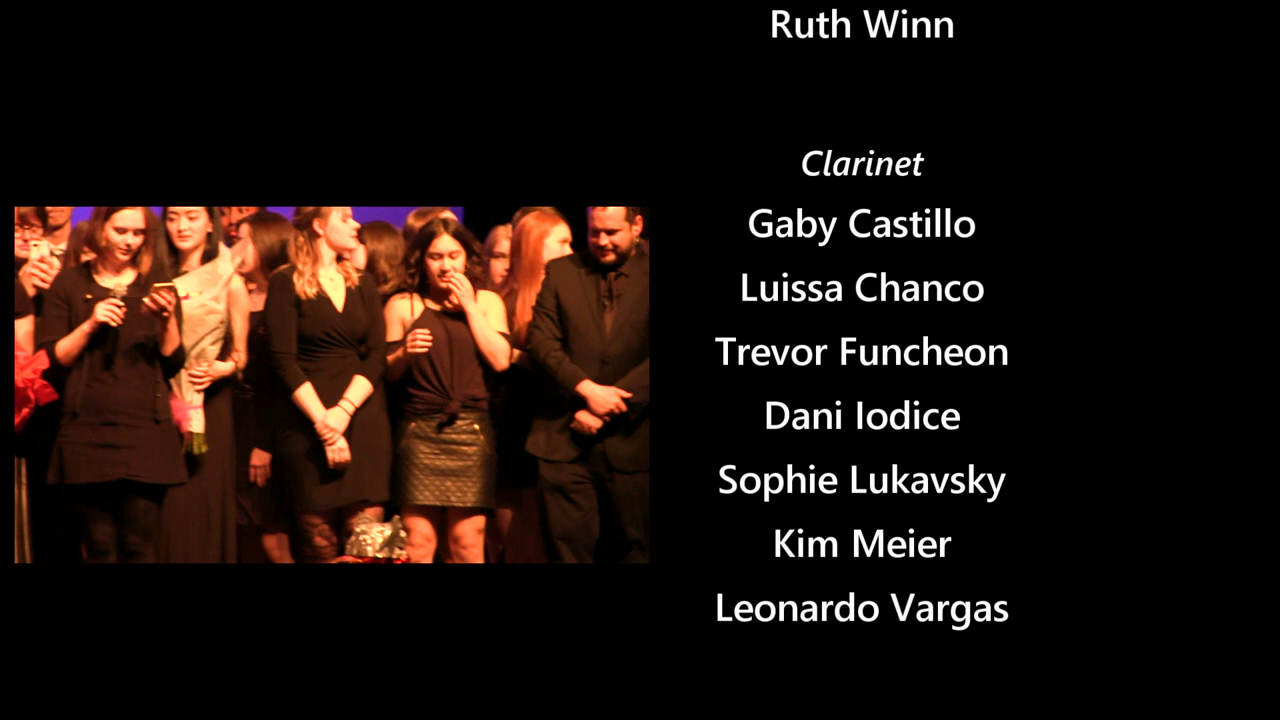 Ruth Winn
Clarinet
Gaby Castillo
Luissa Chanco
Trevor Funcheon
Dani Iodice
Sophie Lukavsky
Kim Meier
Leonardo Vargas